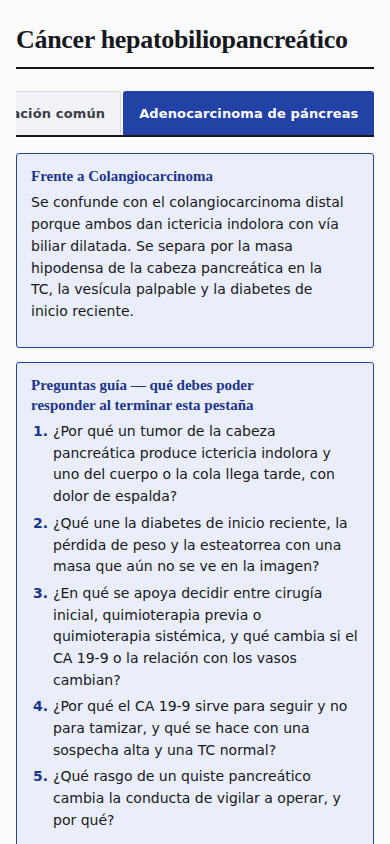 Cáncer hepatobiliopancreático
ación común
Adenocarcinoma de páncreas
Frente a Colangiocarcinoma
Se confunde con el colangiocarcinoma distal
porque ambos dan ictericia indolora con vía
biliar dilatada. Se separa por la masa
hipodensa de la cabeza pancreática en la
TC, la vesícula palpable y la diabetes de
inicio reciente.
Preguntas guía — qué debes poder
responder al terminar esta pestaña
1. ¿Por qué un tumor de la cabeza
pancreática produce ictericia indolora y
uno del cuerpo o la cola llega tarde, con
dolor de espalda?
2. ¿Qué une la diabetes de inicio reciente, la
pérdida de peso y la esteatorrea con una
masa que aún no se ve en la imagen?
3. ¿En qué se apoya decidir entre cirugía
inicial, quimioterapia previa o
quimioterapia sistémica, y qué cambia si el
CA 19-9 o la relación con los vasos
cambian?
4. ¿Por qué el CA 19-9 sirve para seguir y no
para tamizar, y qué se hace con una
sospecha alta y una TC normal?
5. ¿Qué rasgo de un quiste pancreático
cambia la conducta de vigilar a operar, y
por qué?